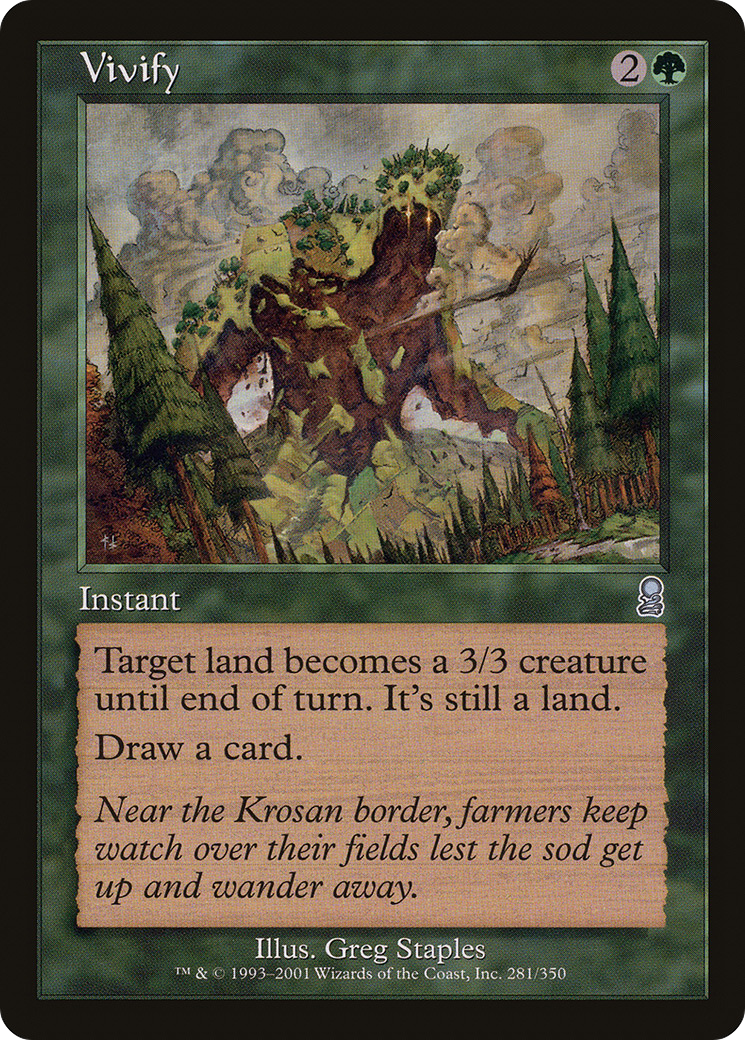 Vivify 2
Instant
Target land becomes a 3/3 creature
until end of turn. It's still a land.
Draw a card.
Near the Krosan border, farmers keep
watch over their fields lest the sod get
up and wander away.
Illus. Greg Staples
™ & © 1993–2001 Wizards of the Coast, Inc. 281/350